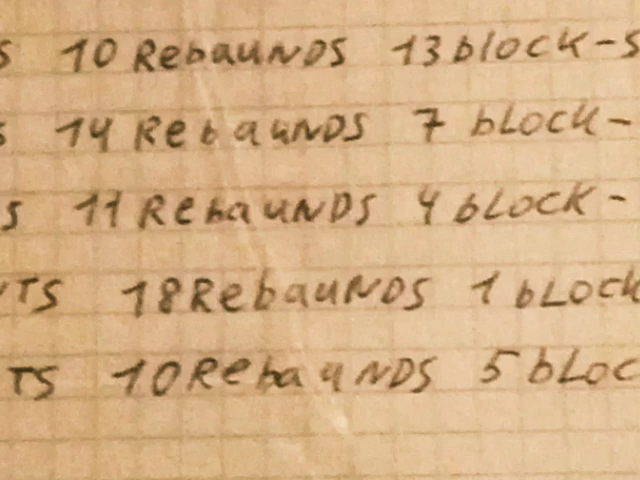 S 10 RebauNDS 13 block-S
S 14 RebauNDS 7 bLock-
S 11 RebauNDS 4 bLOCK-
TS 18 RebauNDS 1 bLOCK
TS 10 RebauNDS 5 bLOC